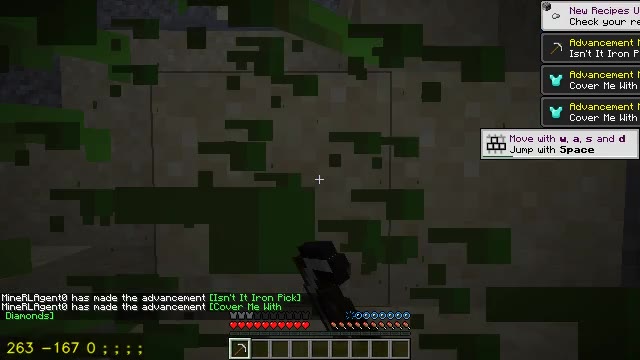 New Recipes U
Check your re
Advancement M
Isn't It Iron P
Advancement M
Cover Me With
Advancement M
Cover Me With
Move with w, a, s and d
Jump with Space
MineRLAgent0 has made the advancement [Isn't It Iron Pick]
MineRLAgent0 has made the advancement [Cover Me With
Diamonds]
263 -167 0 ; ; ; ;